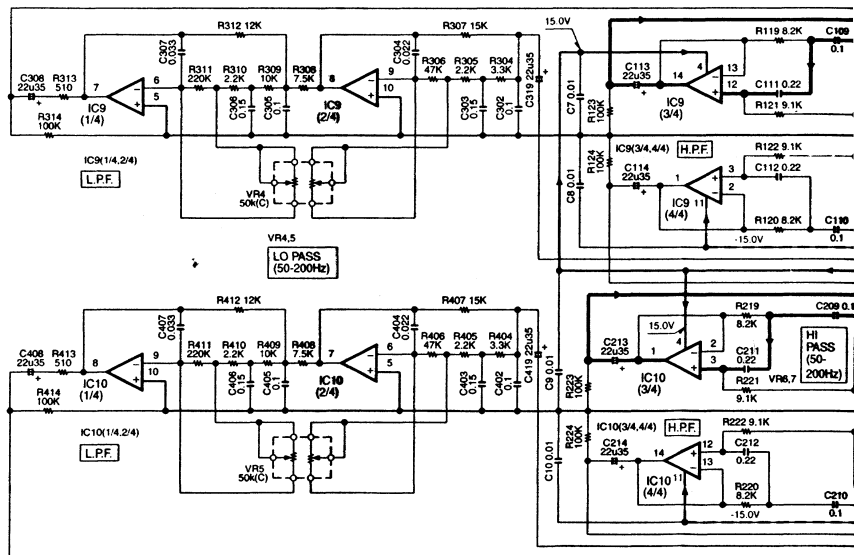 R312 12K
C307 0.033
R311 220K
R310 2.2K
R309 10K
R308 7.5K
C306 0.15
C305 0.1
C308 22u35 +
R313 510
7
6
5
IC9 (1/4)
R314 100K
IC9(1/4,2/4)
L.P.F.
R307 15K
C304 0.022
8
9
10
IC9 (2/4)
R306 47K
R305 2.2K
R304 3.3K
C303 0.15
C302 0.1
C319 22u35 +
VR4 50k(C)
VR4,5
LO PASS
(50-200Hz)
15.0V
C7 0.01
C8 0.01
R123 100K
R124 100K
C113 22u35 +
14
4
13
12
IC9 (3/4)
R119 8.2K
C109 0.1
C111 0.22
R121 9.1K
IC9(3/4,4/4)
H.P.F.
C114 22u35 +
1
3
2
11
IC9 (4/4)
R122 9.1K
C112 0.22
R120 8.2K
-15.0V
C110 0.1
R412 12K
C407 0.033
R411 220K
R410 2.2K
R409 10K
R408 7.5K
C406 0.15
C405 0.1
C408 22u35 +
R413 510
8
9
10
IC10 (1/4)
R414 100K
IC10(1/4,2/4)
L.P.F.
R407 15K
C404 0.022
7
6
5
IC10 (2/4)
R406 47K
R405 2.2K
R404 3.3K
C403 0.15
C402 0.1
C419 22u35 +
VR5 50k(C)
C9 0.01
C10 0.01
15.0V
R223 100K
R224 100K
C213 22u35 +
1
4
2
3
IC10 (3/4)
R219 8.2K
C209 0.1
C211 0.22
R221 9.1K
VR6,7
HI PASS (50-200Hz)
IC10(3/4,4/4)
H.P.F.
C214 22u35 +
14
12
13
11
IC10 (4/4)
R222 9.1K
C212 0.22
R220 8.2K
-15.0V
C210 0.1